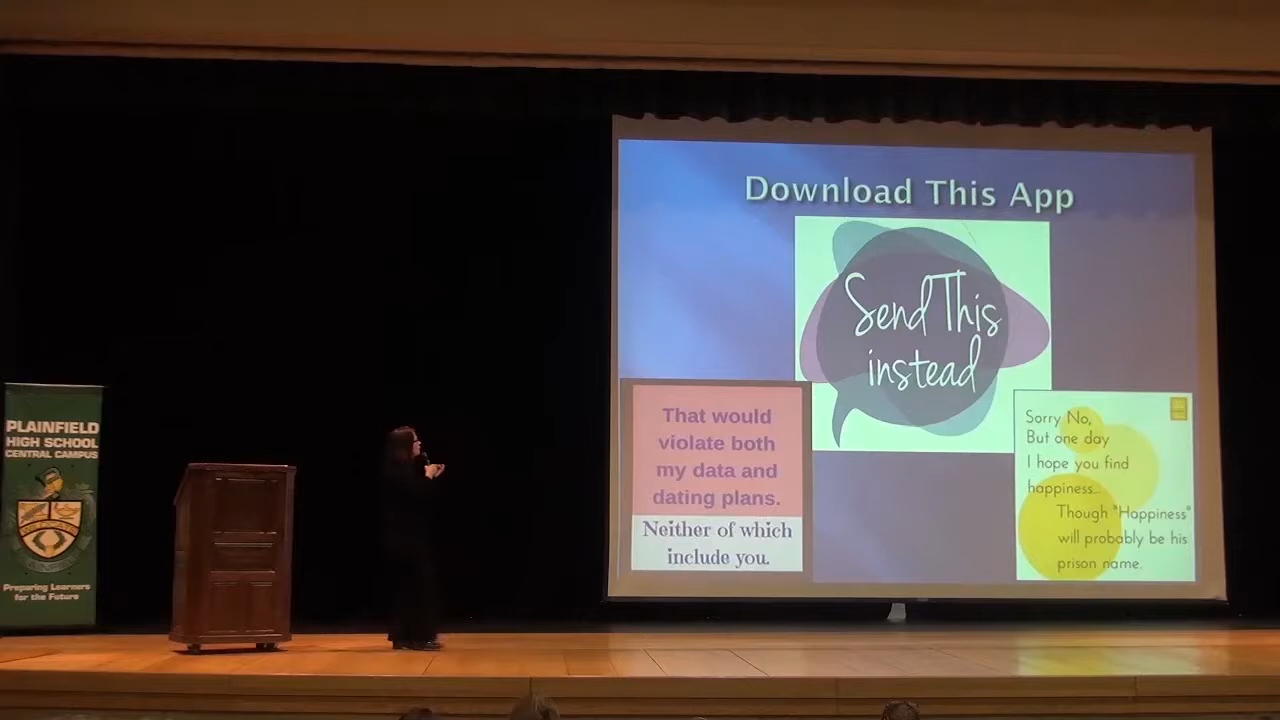 Download This App
Send This
instead
That would
violate both
my data and
dating plans.
Neither of which
include you.
Sorry No,
But one day
I hope you find
happiness...
Though "Happiness"
will probably be his
prison name.
PLAINFIELD
HIGH SCHOOL
CENTRAL CAMPUS
Preparing Learners
for the Future